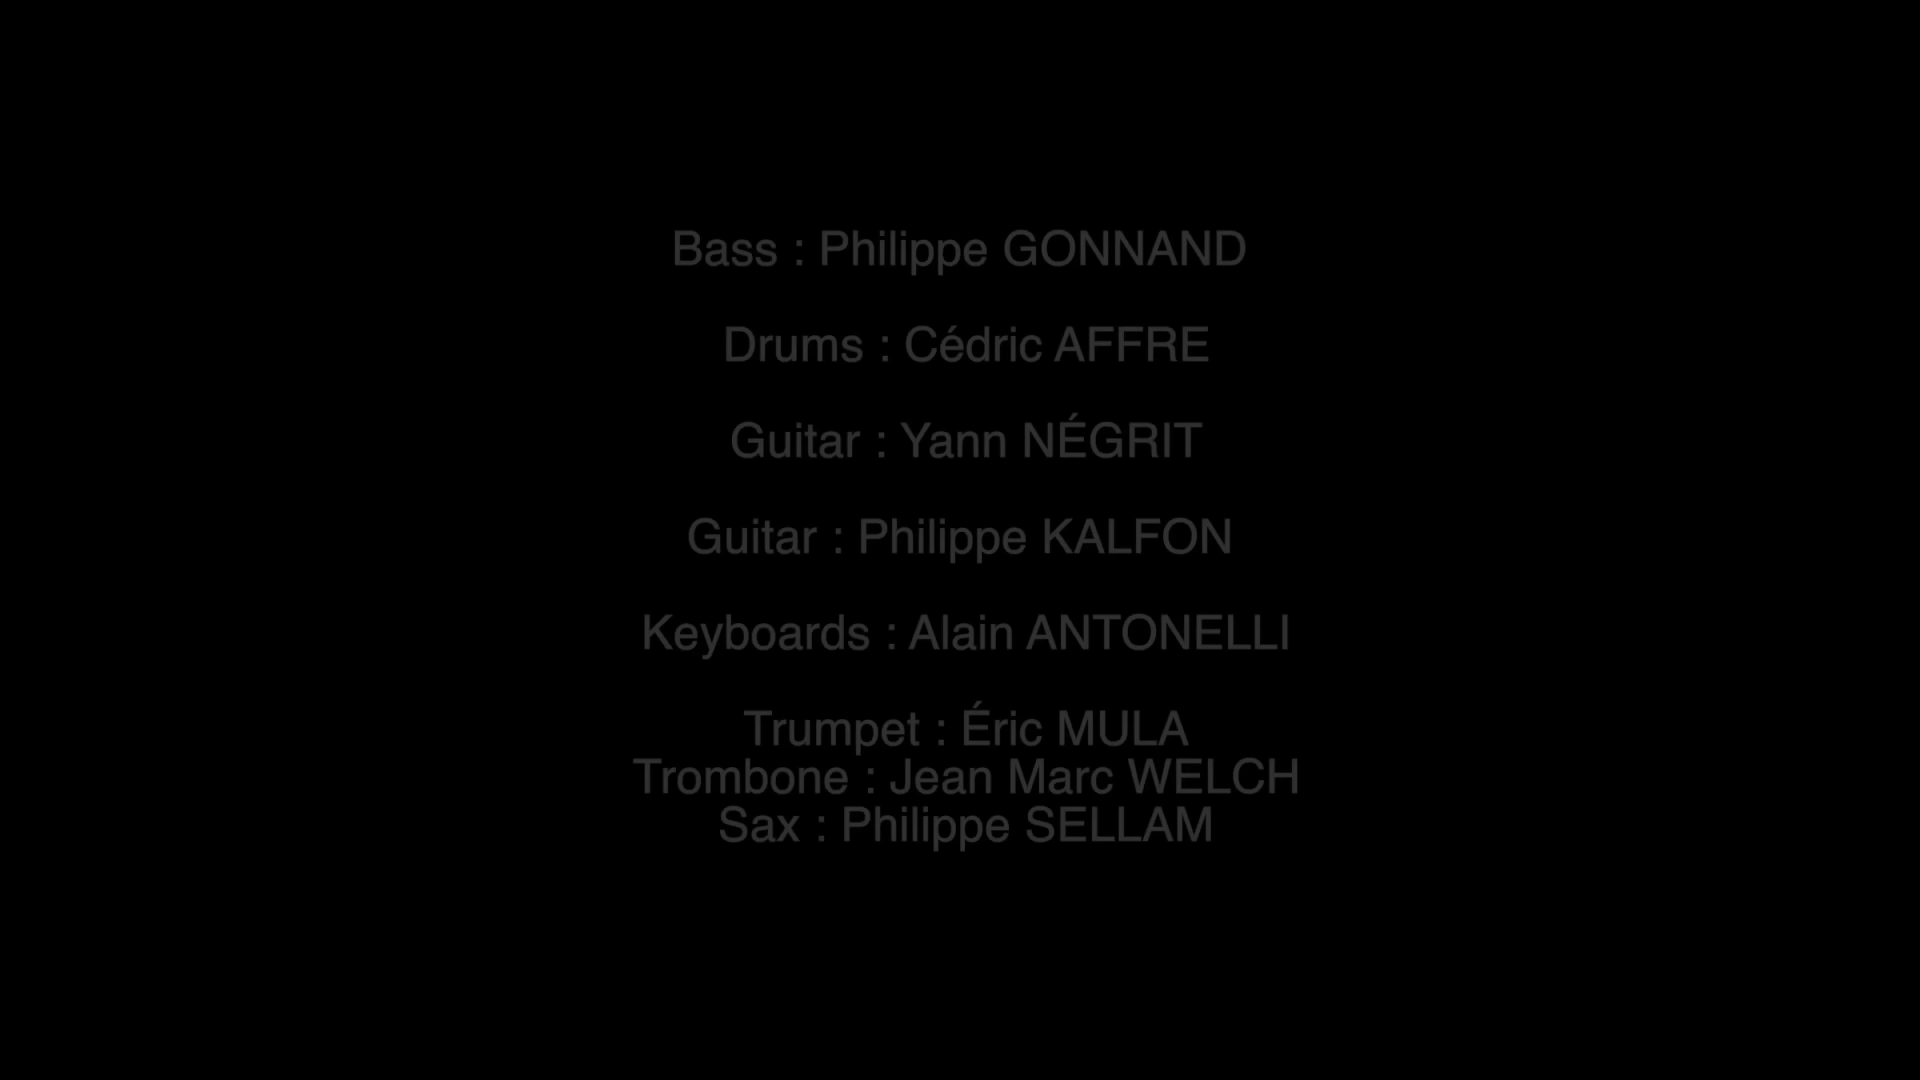 Bass : Philippe GONNAND
Drums : Cédric AFFRE
Guitar : Yann NÉGRIT
Guitar : Philippe KALFON
Keyboards : Alain ANTONELLI
Trumpet : Éric MULA
Trombone : Jean Marc WELCH
Sax : Philippe SELLAM